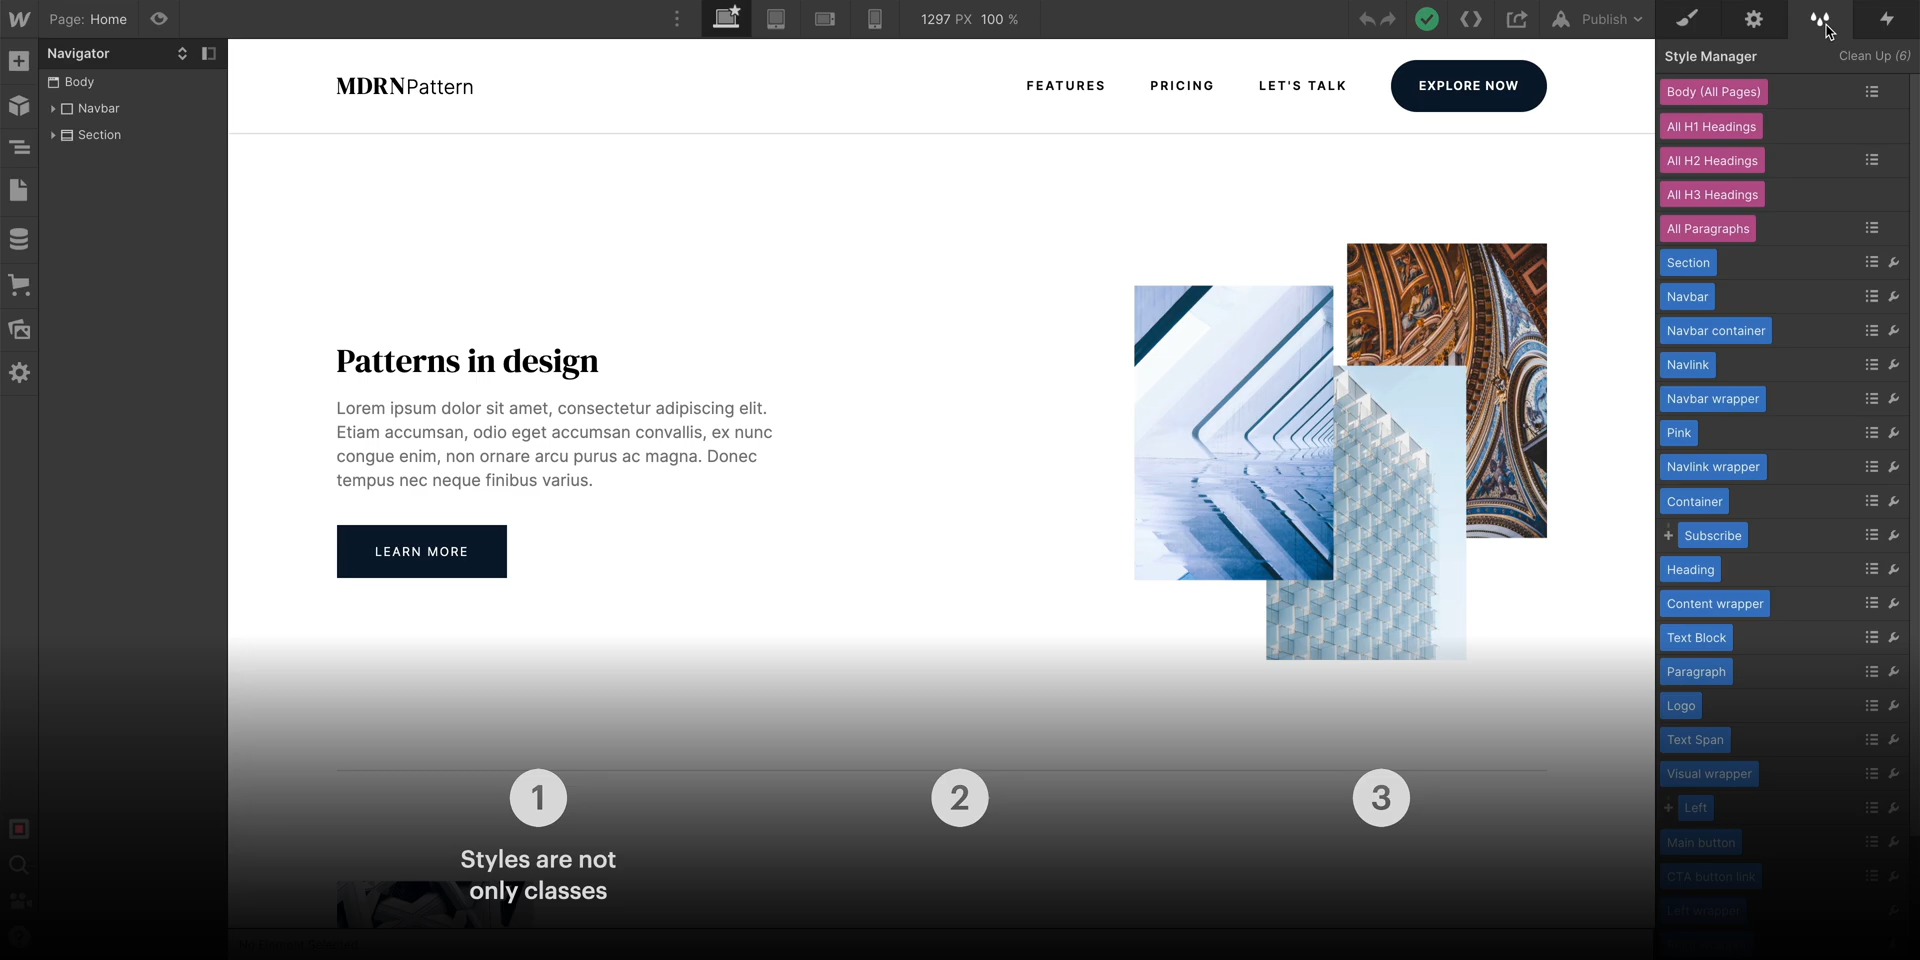 Page: Home
1297 PX 100 %
Publish
Navigator
Body
Navbar
Section
MDRNPattern
FEATURES
PRICING
LET'S TALK
EXPLORE NOW
Patterns in design
Lorem ipsum dolor sit amet, consectetur adipiscing elit.
Etiam accumsan, odio eget accumsan convallis, ex nunc
congue enim, non ornare arcu purus ac magna. Donec
tempus nec neque finibus varius.
LEARN MORE
1
Styles are not
only classes
2
3
Style Manager
Clean Up (6)
Body (All Pages)
All H1 Headings
All H2 Headings
All H3 Headings
All Paragraphs
Section
Navbar
Navbar container
Navlink
Navbar wrapper
Pink
Navlink wrapper
Container
+ Subscribe
Heading
Content wrapper
Text Block
Paragraph
Logo
Text Span
Visual wrapper
+ Left
Main button
CTA button link
Left wrapper